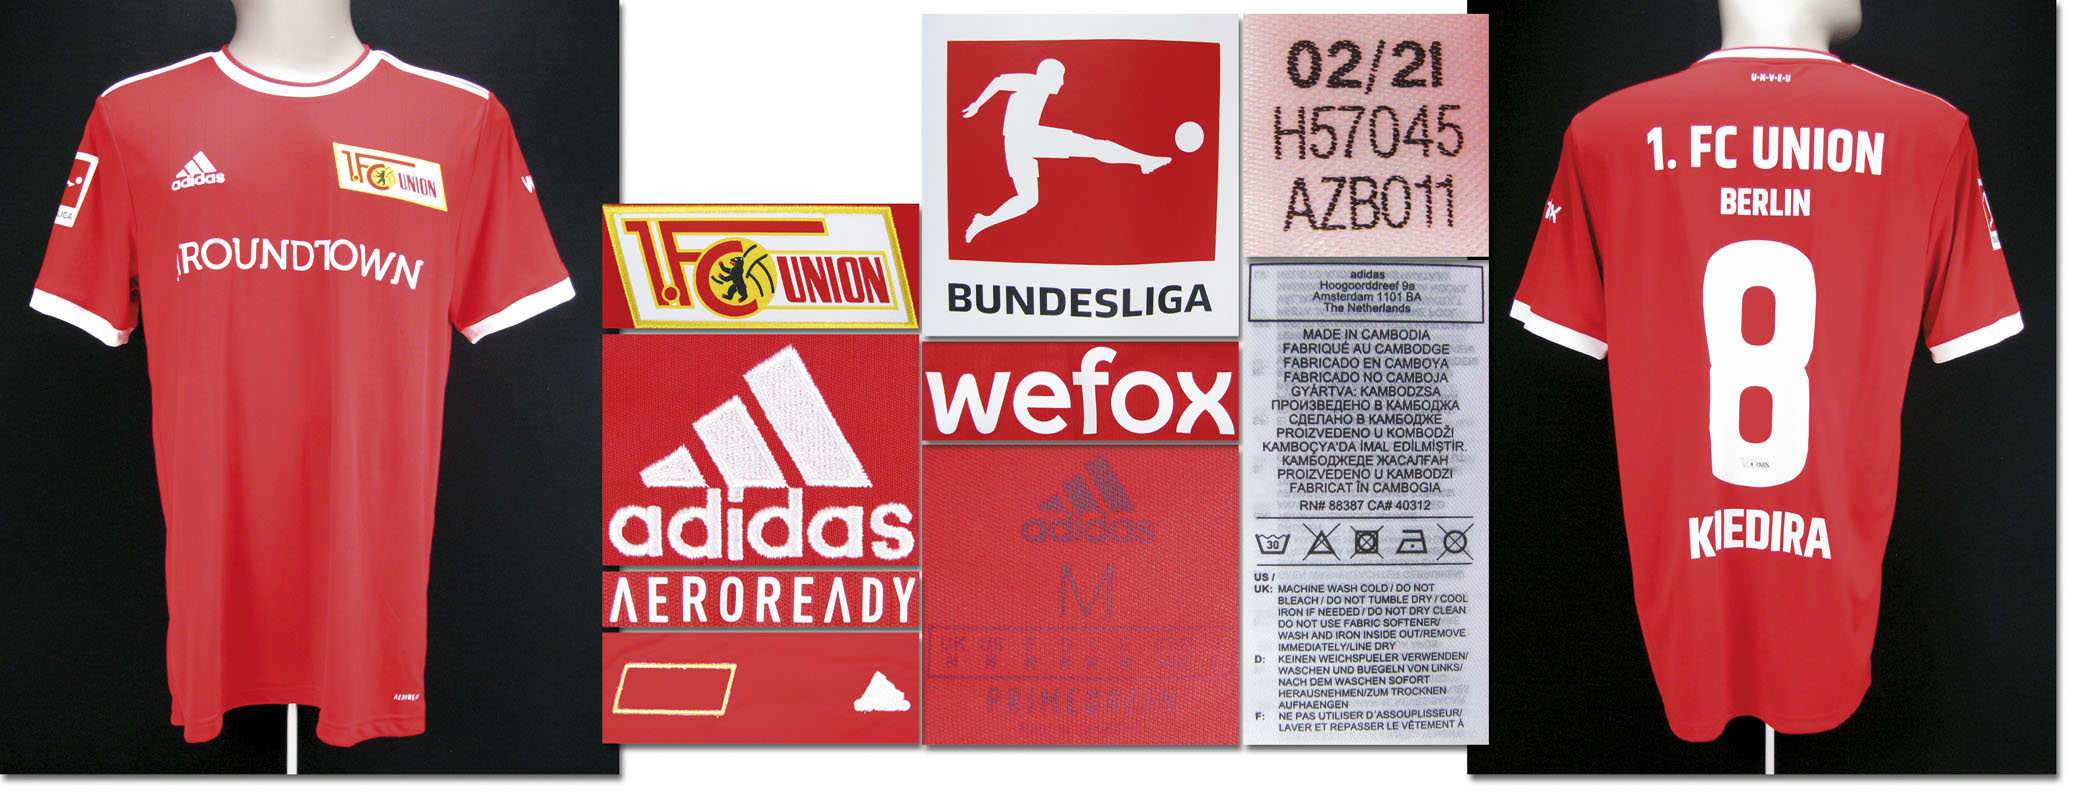 adidas
1.FC UNION
AROUNDTOWN
LIGA
AEROREADY
1.FC UNION
adidas
AEROREADY
BUNDESLIGA
wefox
adidas
M
UK US F D
M M M M
PRIMEGREEN
02/21
H57045
AZB011
adidas
Hoogoorddreef 9a
Amsterdam 1101 BA
The Netherlands
MADE IN CAMBODIA
FABRIQUÉ AU CAMBODGE
FABRICADO EN CAMBOYA
FABRICADO NO CAMBOJA
GYÁRTVA: KAMBODZSA
ПРОИЗВЕДЕНО В КАМБОДЖА
СДЕЛАНО В КАМБОДЖЕ
PROIZVEDENO U KOMBODŽI
KAMBOÇYA'DA İMAL EDİLMİŞTİR.
КАМБОДЖЕДЕ ЖАСАЛҒАН
PROIZVEDENO U KAMBODZI
FABRICAT ÎN CAMBOGIA
RN# 88387 CA# 40312
30
US /
UK: MACHINE WASH COLD / DO NOT
BLEACH / DO NOT TUMBLE DRY / COOL
IRON IF NEEDED / DO NOT DRY CLEAN
DO NOT USE FABRIC SOFTENER/
WASH AND IRON INSIDE OUT/REMOVE
IMMEDIATELY/LINE DRY
D: KEINEN WEICHSPUELER VERWENDEN/
WASCHEN UND BUEGELN VON LINKS/
NACH DEM WASCHEN SOFORT
HERAUSNEHMEN/ZUM TROCKNEN
AUFHAENGEN
F: NE PAS UTILISER D'ASSOUPLISSEUR/
LAVER ET REPASSER LE VÊTEMENT À
U·N·V·E·U
1. FC UNION
BERLIN
8
KHEDIRA